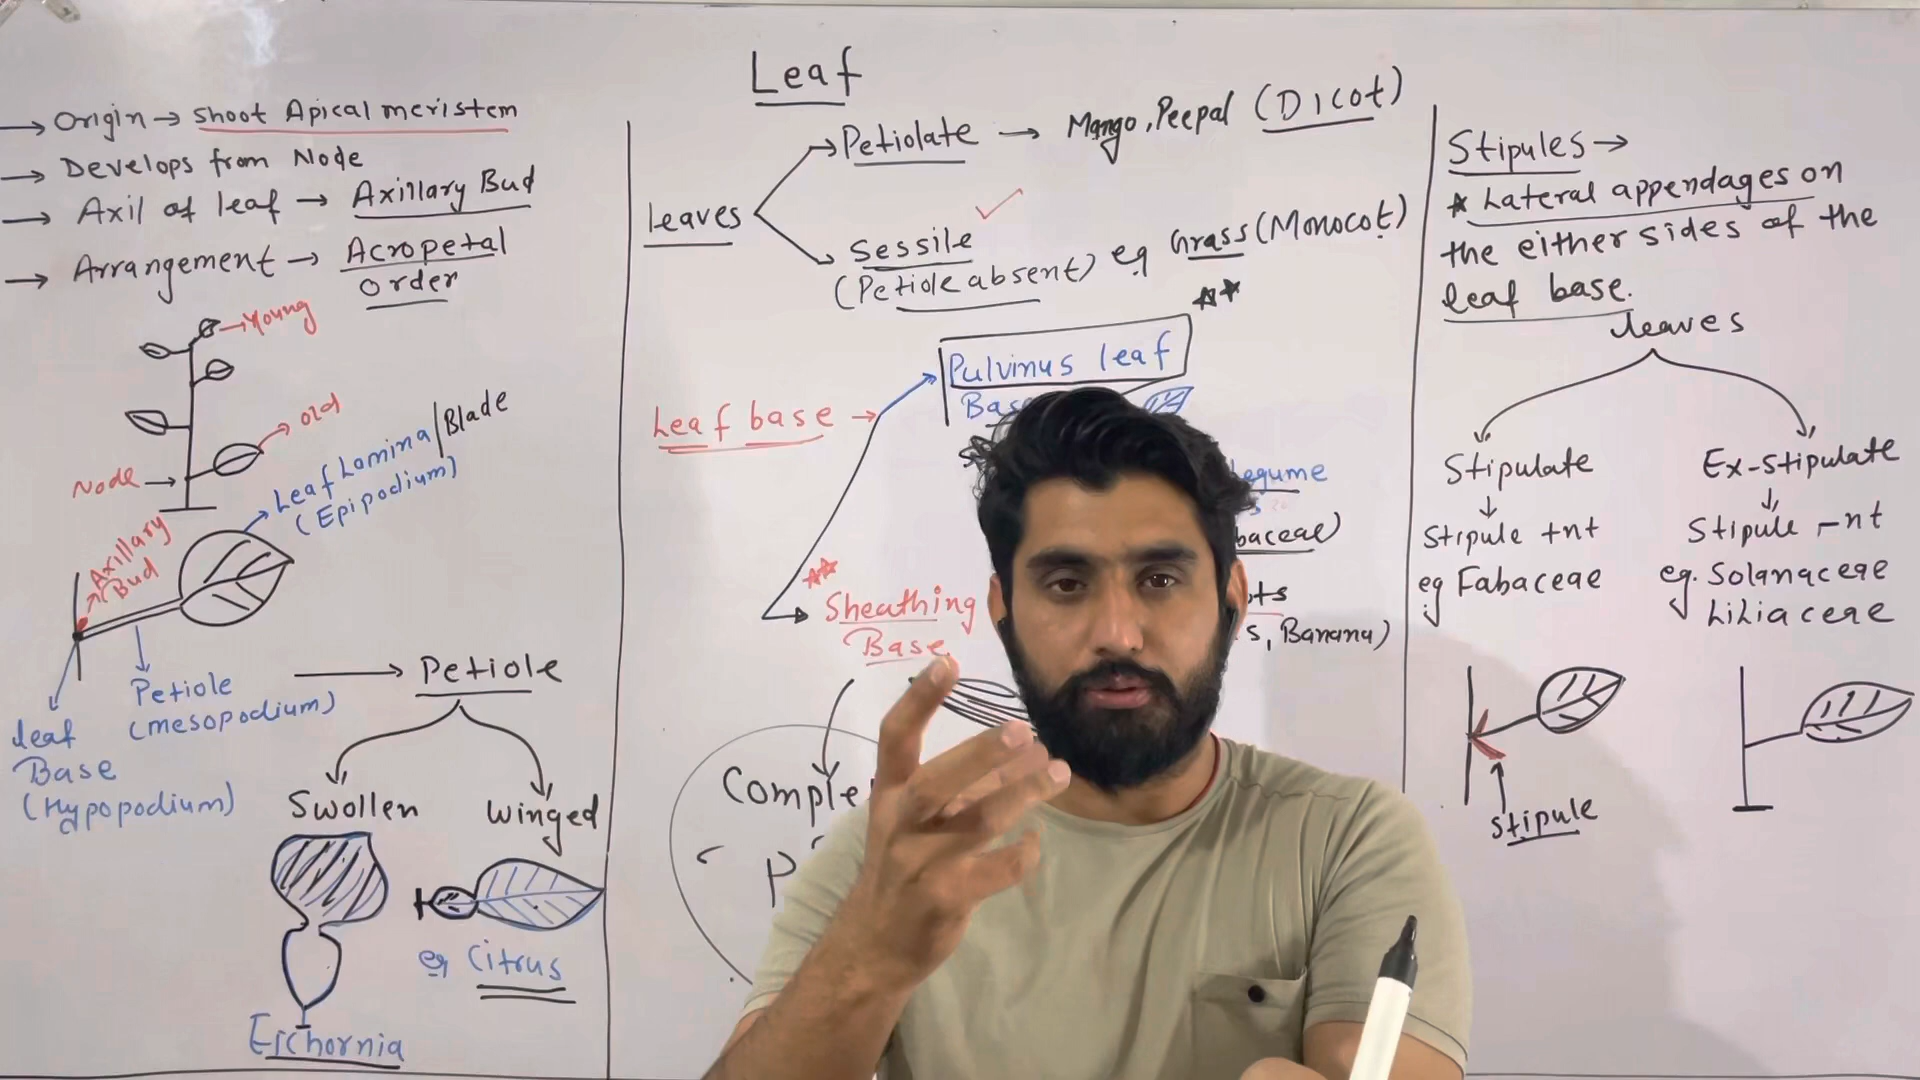 Leaf
→ Origin → Shoot Apical meristem
→ Develops from Node
→ Axil of leaf → Axillary Bud
→ Arrangement → Acropetal
order
→Young
old
Node →
Leaf Lamina/Blade
(Epipodium)
Axillary
Bud
Petiole
(mesopodium)
leaf
Base
(Hypopodium)
→ Petiole
Swollen
winged
eg Citrus
Eichornia
leaves
Petiolate → Mango, Peepal (Dicot)
Sessile
(Petiole absent) eg Grass (Monocot)
Leaf base →
Pulvinus leaf
Sheathing
Base
baceae)
s, Banana)
Stipules →
* Lateral appendages on
the either sides of the
leaf base.
leaves
Stipulate
Stipule +nt
eg Fabaceae
Ex-stipulate
Stipule -nt
eg. Solanaceae
Liliaceae
Stipule